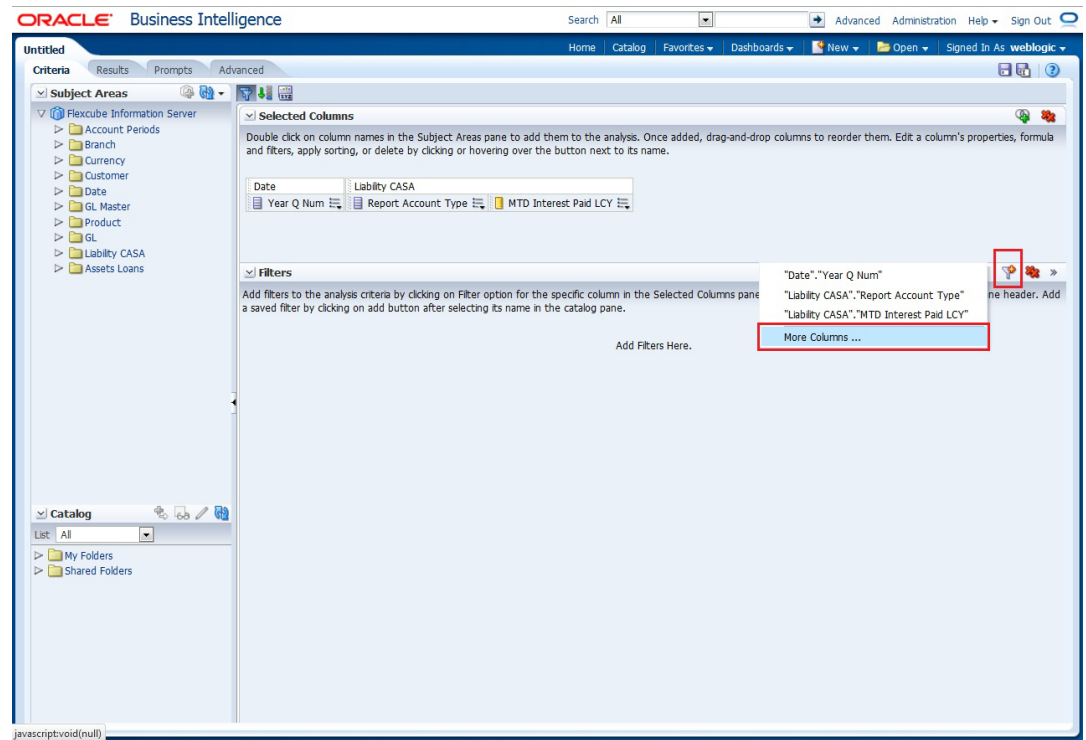 ORACLE Business Intelligence
Search All Advanced Administration Help Sign Out
Untitled
Home Catalog Favorites Dashboards New Open Signed In As weblogic
Criteria Results Prompts Advanced
Subject Areas
Flexcube Information Server
Account Periods
Branch
Currency
Customer
Date
GL Master
Product
GL
Liability CASA
Assets Loans
Selected Columns
Double click on column names in the Subject Areas pane to add them to the analysis. Once added, drag-and-drop columns to reorder them. Edit a column's properties, formula
and filters, apply sorting, or delete by clicking or hovering over the button next to its name.
Date Liability CASA
Year Q Num Report Account Type MTD Interest Paid LCY
Filters
Add filters to the analysis criteria by clicking on Filter option for the specific column in the Selected Columns pane ne header. Add
a saved filter by clicking on add button after selecting its name in the catalog pane.
Add Filters Here.
"Date"."Year Q Num"
"Liability CASA"."Report Account Type"
"Liability CASA"."MTD Interest Paid LCY"
More Columns ...
Catalog
List All
My Folders
Shared Folders
javascript:void(null)